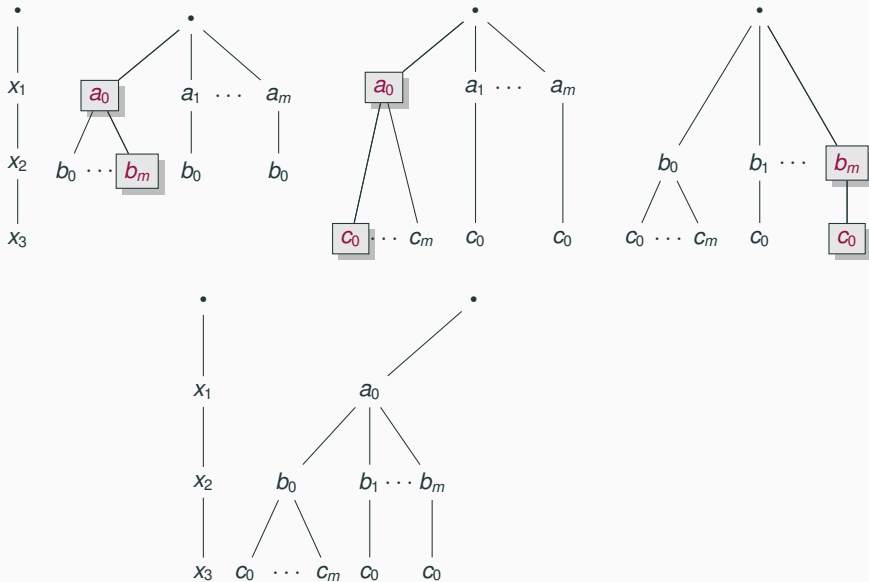 x₁ a₀ a₁ ··· aₘ a₀ a₁ ··· aₘ
x₂ b₀ ··· bₘ b₀ b₀ b₀ b₁ ··· bₘ
x₃ c₀ ··· cₘ c₀ c₀ c₀ ··· cₘ c₀ c₀
x₁ a₀
x₂ b₀ b₁ ··· bₘ
x₃ c₀ ··· cₘ c₀ c₀